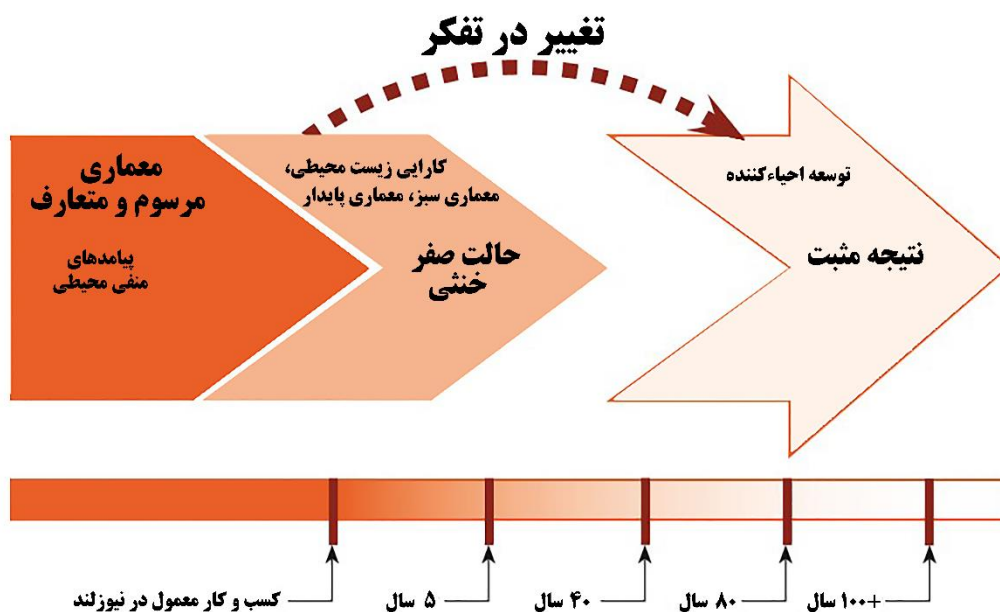 تغییر در تفکر
معماری
مرسوم و متعارف
پیامدهای
منفی محیطی
کارایی زیست محیطی،
معماری سبز، معماری پایدار
حالت صفر
خنثی
توسعه احیاءکننده
نتیجه مثبت
کسب و کار معمول در نیوزلند
۵ سال
۴۰ سال
۸۰ سال
+۱۰۰ سال